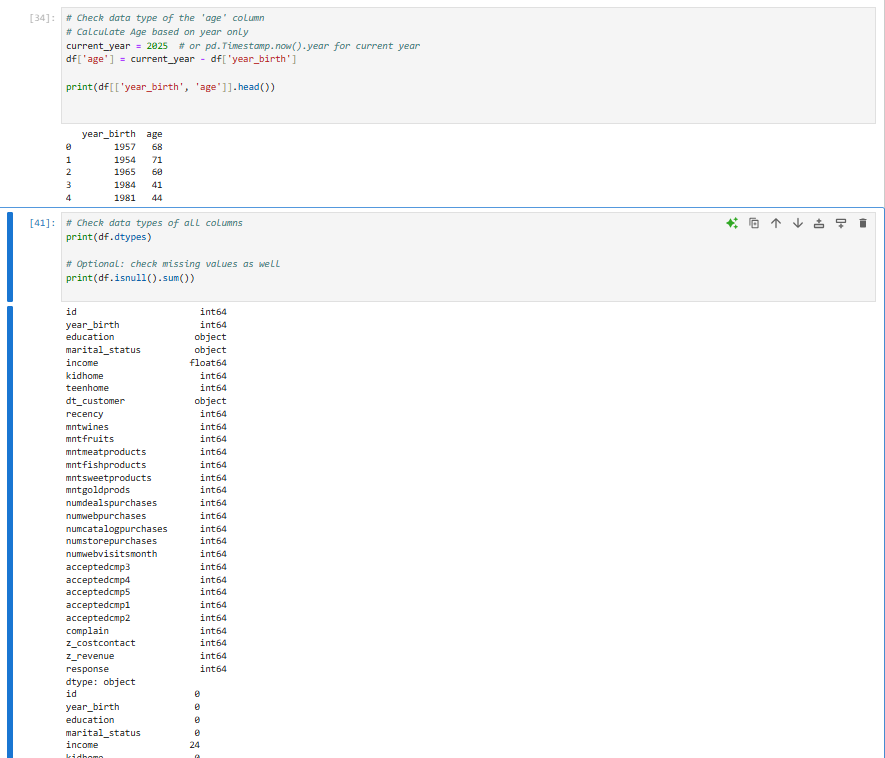 [34]: # Check data type of the 'age' column
# Calculate Age based on year only
current_year = 2025  # or pd.Timestamp.now().year for current year
df['age'] = current_year - df['year_birth']
print(df[['year_birth', 'age']].head())
year_birth  age
0  1957  68
1  1954  71
2  1965  60
3  1984  41
4  1981  44
[41]: # Check data types of all columns
print(df.dtypes)
# Optional: check missing values as well
print(df.isnull().sum())
id  int64
year_birth  int64
education  object
marital_status  object
income  float64
kidhome  int64
teenhome  int64
dt_customer  object
recency  int64
mntwines  int64
mntfruits  int64
mntmeatproducts  int64
mntfishproducts  int64
mntsweetproducts  int64
mntgoldprods  int64
numdealspurchases  int64
numwebpurchases  int64
numcatalogpurchases  int64
numstorepurchases  int64
numwebvisitsmonth  int64
acceptedcmp3  int64
acceptedcmp4  int64
acceptedcmp5  int64
acceptedcmp1  int64
acceptedcmp2  int64
complain  int64
z_costcontact  int64
z_revenue  int64
response  int64
dtype: object
id  0
year_birth  0
education  0
marital_status  0
income  24
kidhome  0